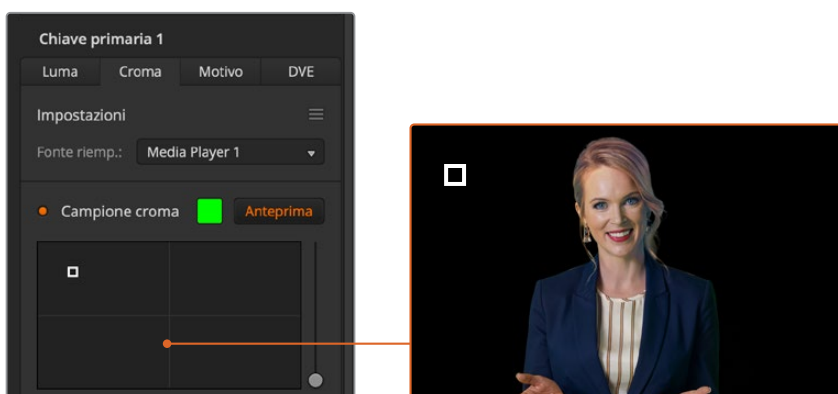 Chiave primaria 1
Luma Croma Motivo DVE
Impostazioni
Fonte riemp.: Media Player 1
Campione croma Anteprima